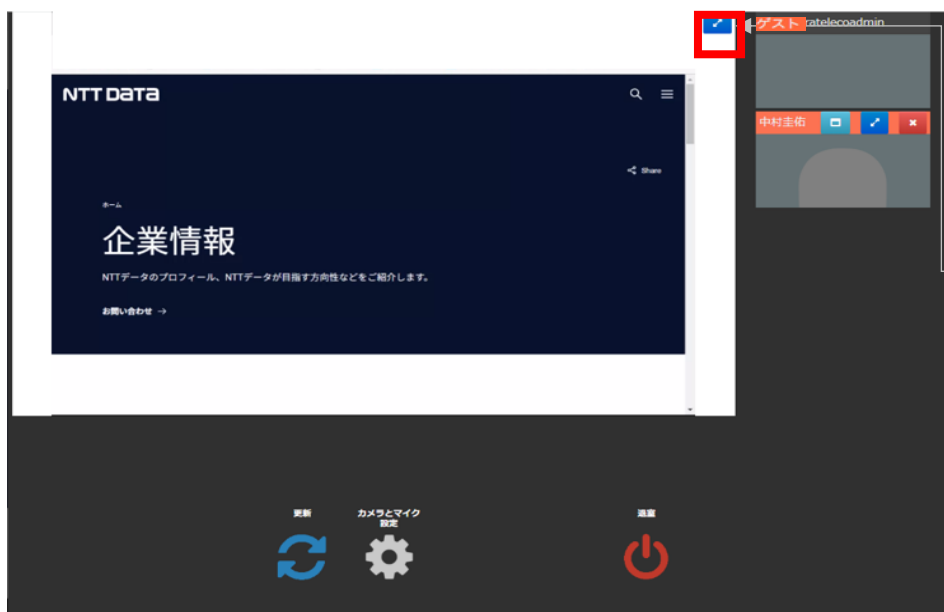 ゲスト ratelecoadmin
NTT DATA
中村圭佑
Share
ホーム
企業情報
NTTデータのプロフィール、NTTデータが目指す方向性などをご紹介します。
お問い合わせ →
更新
カメラとマイク
設定
退室